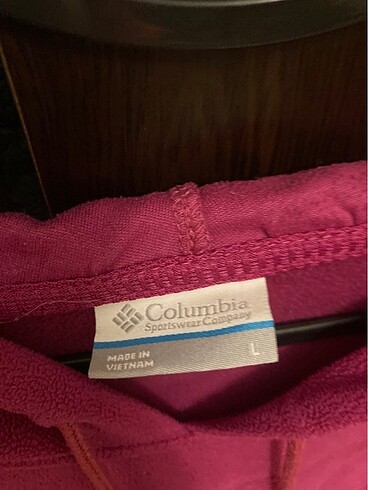 Columbia
Sportswear Company
MADE IN
VIETNAM
L